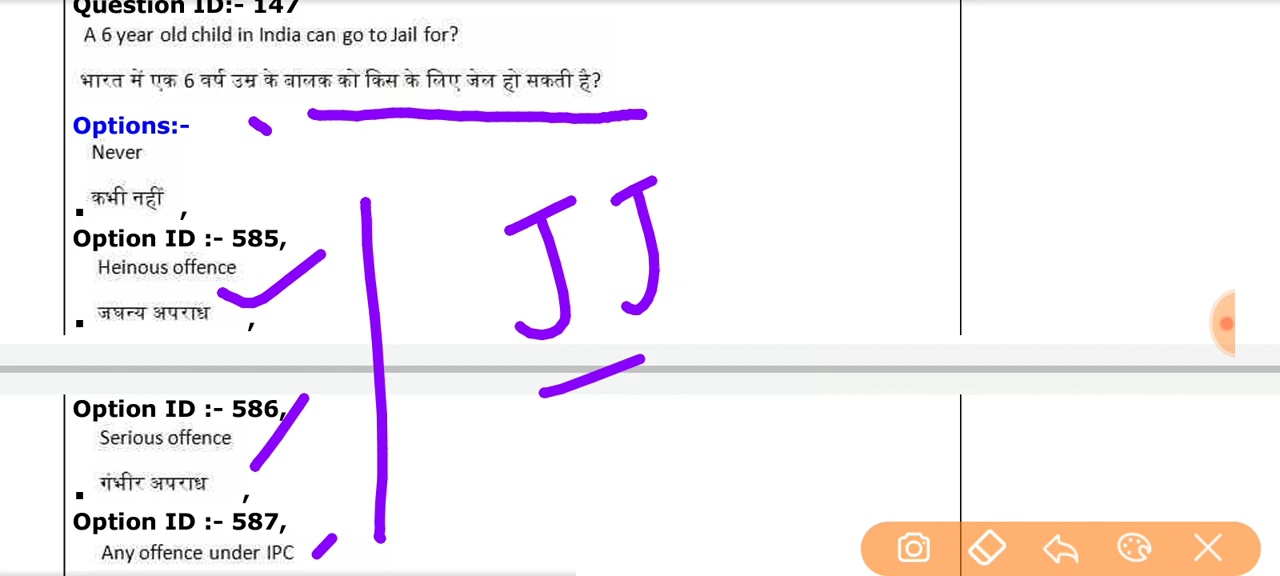 Question ID:- 147
A 6 year old child in India can go to Jail for?
भारत में एक 6 वर्ष उम्र के बालक को किस के लिए जेल हो सकती है?
Options:-
Never
कभी नहीं
,
Option ID :- 585,
Heinous offence
जघन्य अपराध
,
J J
Option ID :- 586,
Serious offence
गंभीर अपराध
,
Option ID :- 587,
Any offence under IPC